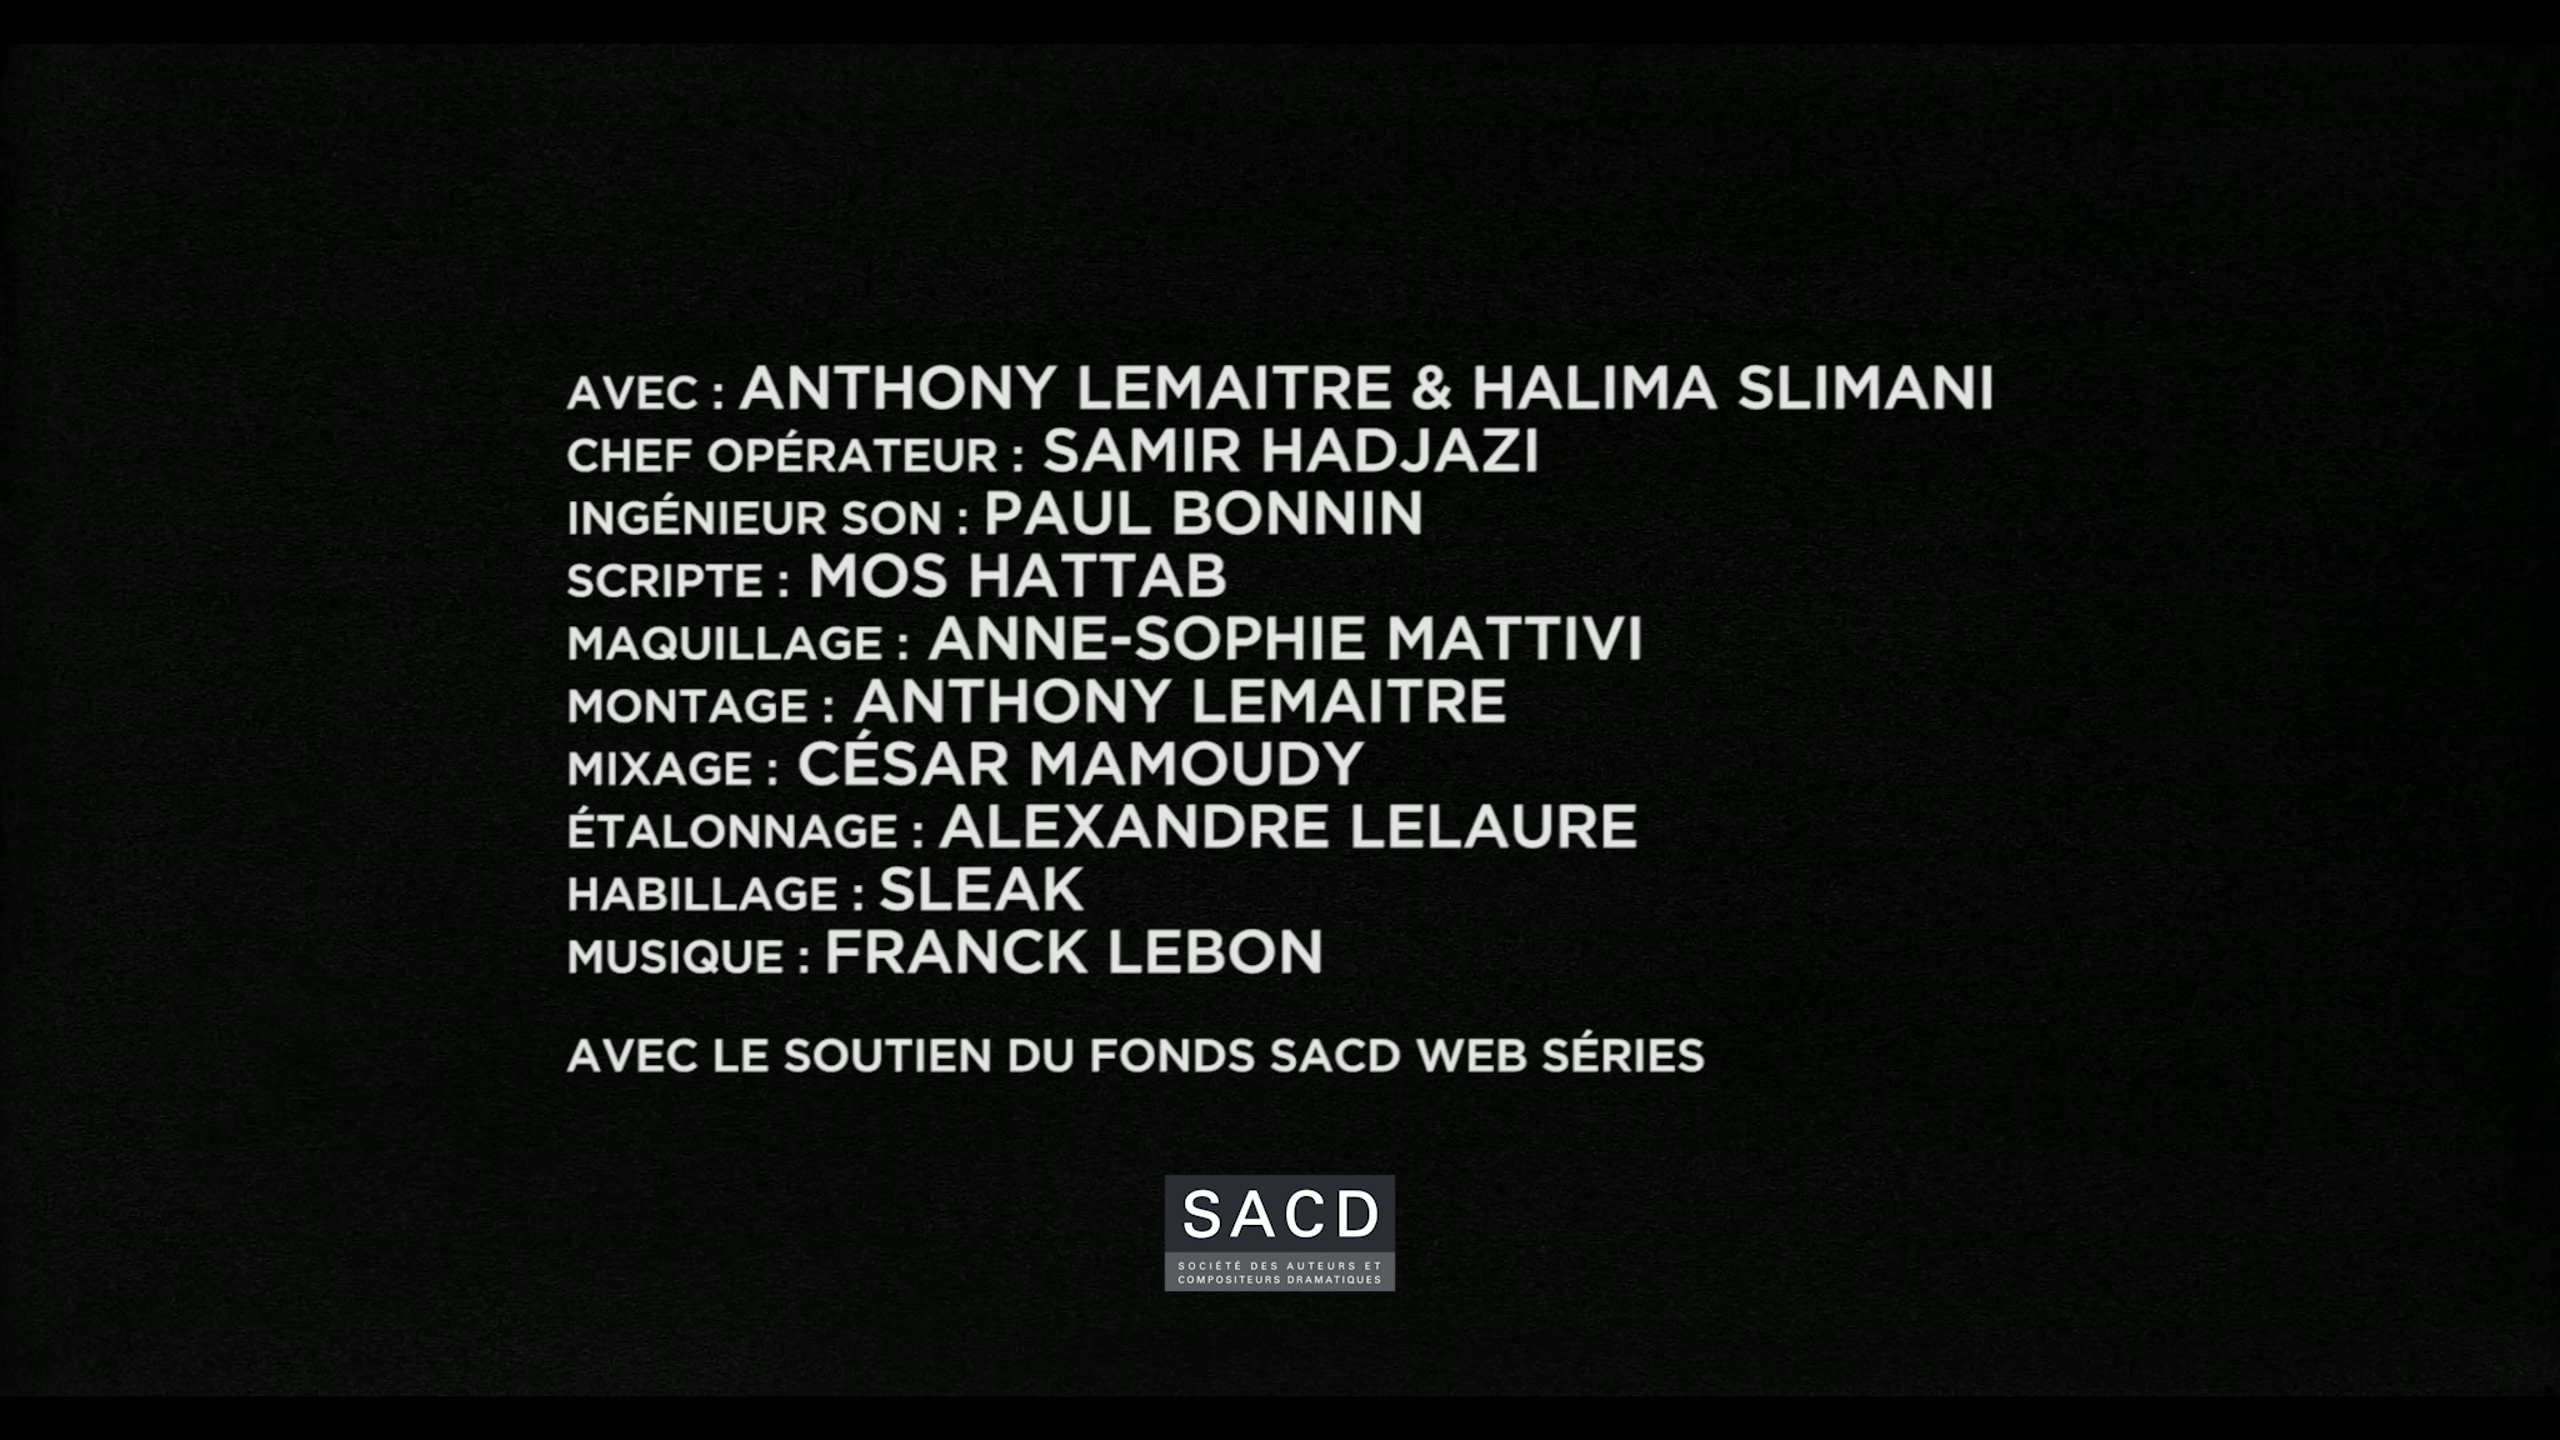 AVEC : ANTHONY LEMAITRE & HALIMA SLIMANI
CHEF OPÉRATEUR : SAMIR HADJAZI
INGÉNIEUR SON : PAUL BONNIN
SCRIPTE : MOS HATTAB
MAQUILLAGE : ANNE-SOPHIE MATTIVI
MONTAGE : ANTHONY LEMAITRE
MIXAGE : CÉSAR MAMOUDY
ÉTALONNAGE : ALEXANDRE LELAURE
HABILLAGE : SLEAK
MUSIQUE : FRANCK LEBON
AVEC LE SOUTIEN DU FONDS SACD WEB SÉRIES
SACD
SOCIÉTÉ DES AUTEURS ET
COMPOSITEURS DRAMATIQUES